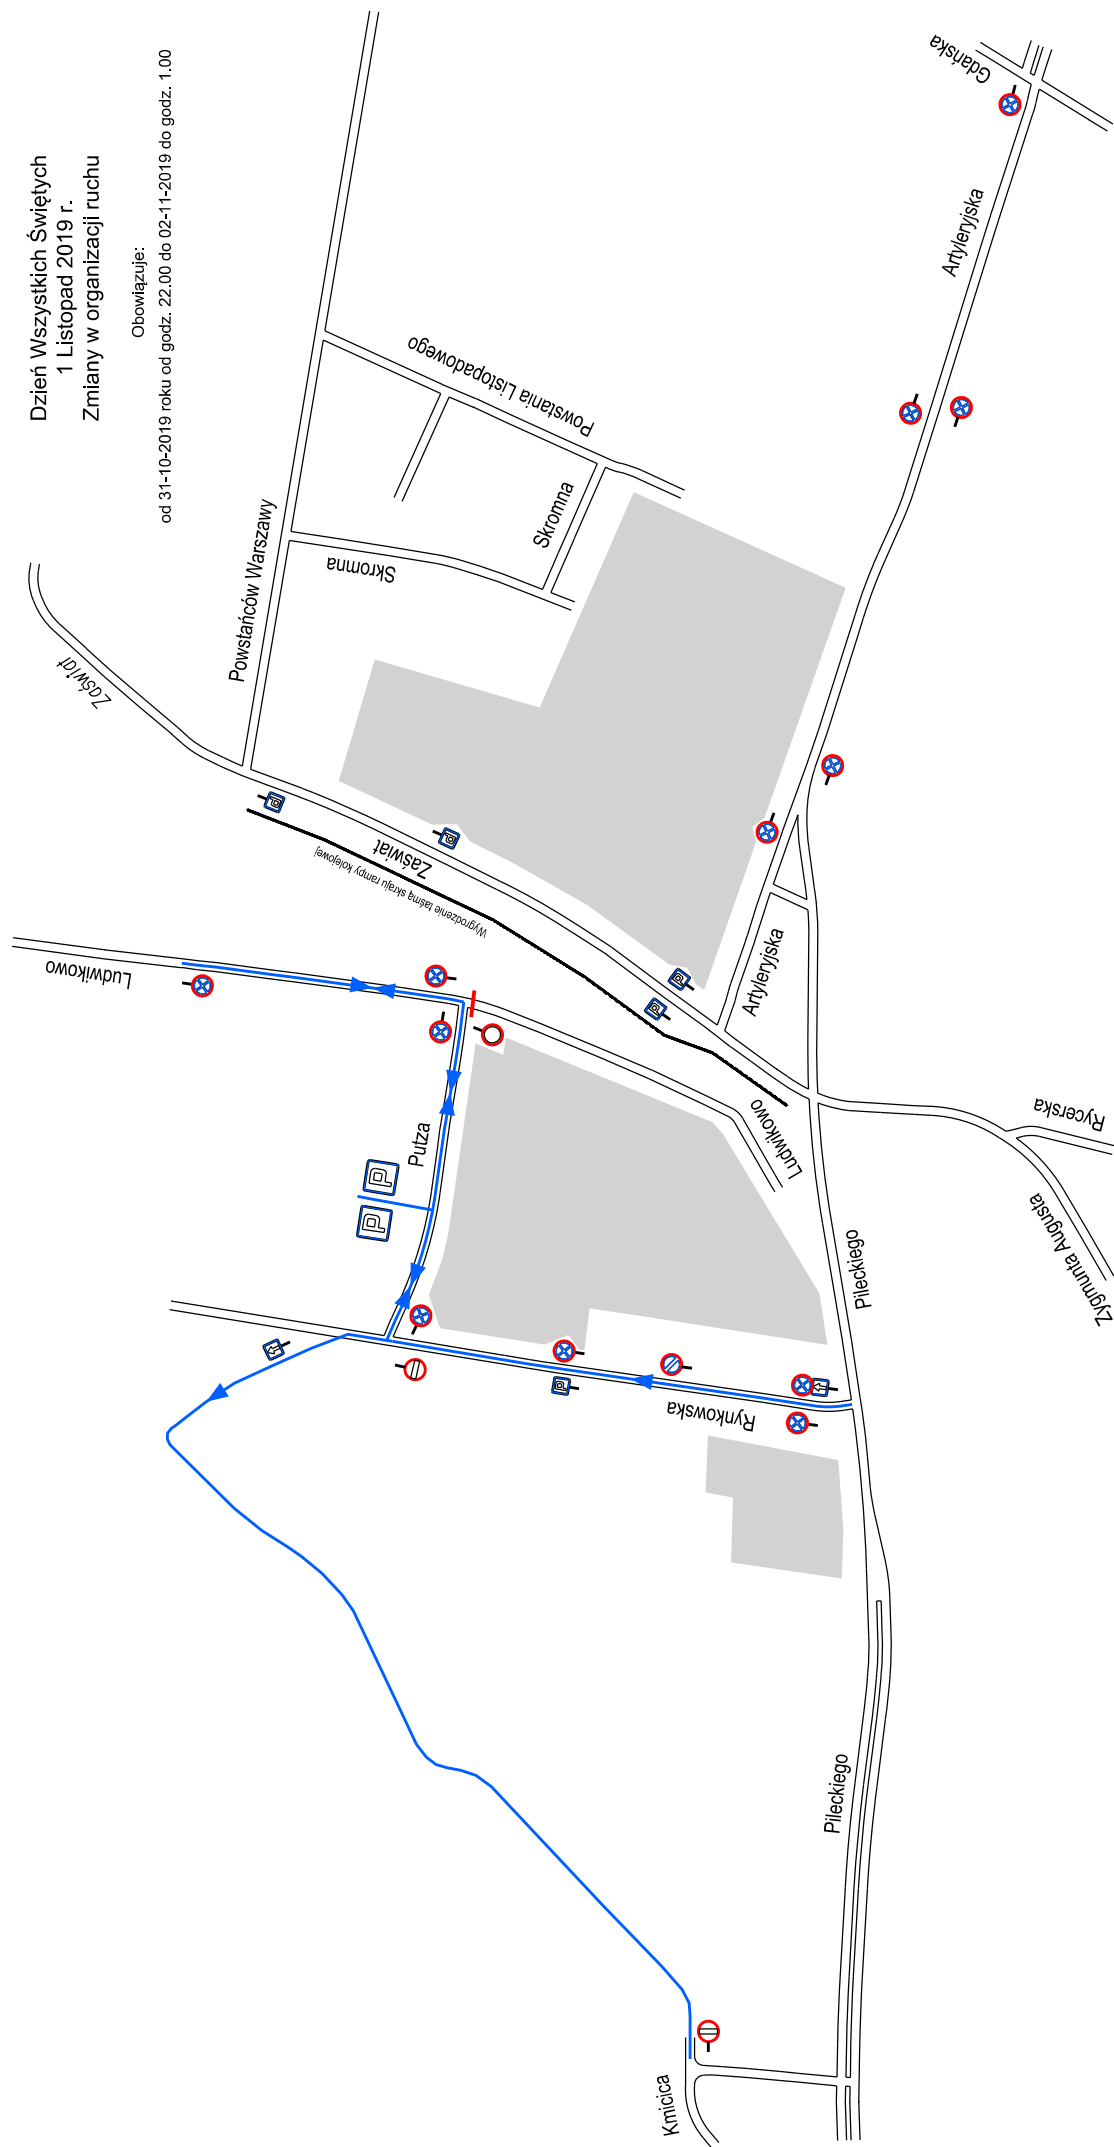 Dzień Wszystkich Świętych
1 Listopad 2019 r.
Zmiany w organizacji ruchu
Obowiązuje:
od 31-10-2019 roku od godz. 22.00 do 02-11-2019 do godz. 1.00
Gdańska
Artyleryjska
Powstania Listopadowego
Skromna
Skromna
Powstańców Warszawy
Zaświat
Zaświat
Wygrodzenie taśmą skraju rampy kolejowej
Ludwikowo
Artyleryjska
Ludwikowo
Putza
P
P
P
P
P
P
P
Rycerska
Zygmunta Augusta
Pileckiego
Rynkowska
Pileckiego
Kmicica